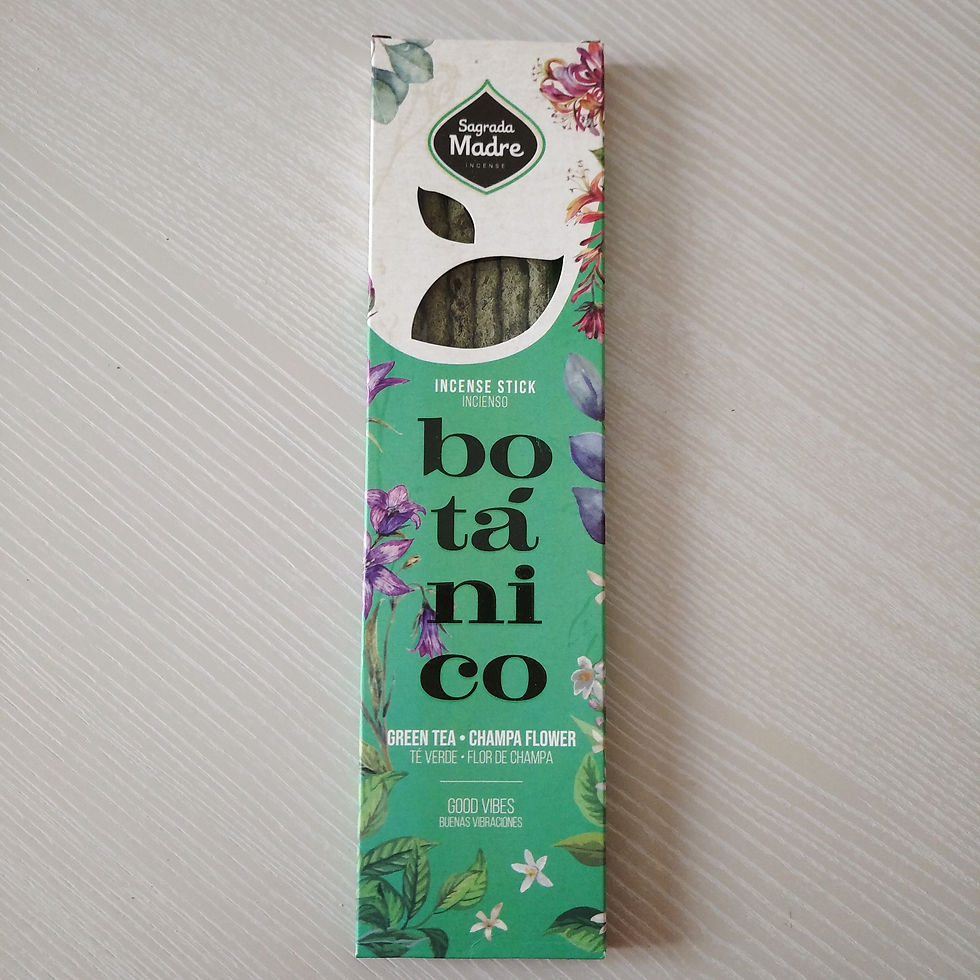 Sagrada
Madre
INCENSE
INCENSE STICK
INCIENSO
bo
tá
ni
co
GREEN TEA • CHAMPA FLOWER
TÉ VERDE • FLOR DE CHAMPA
GOOD VIBES
BUENAS VIBRACIONES